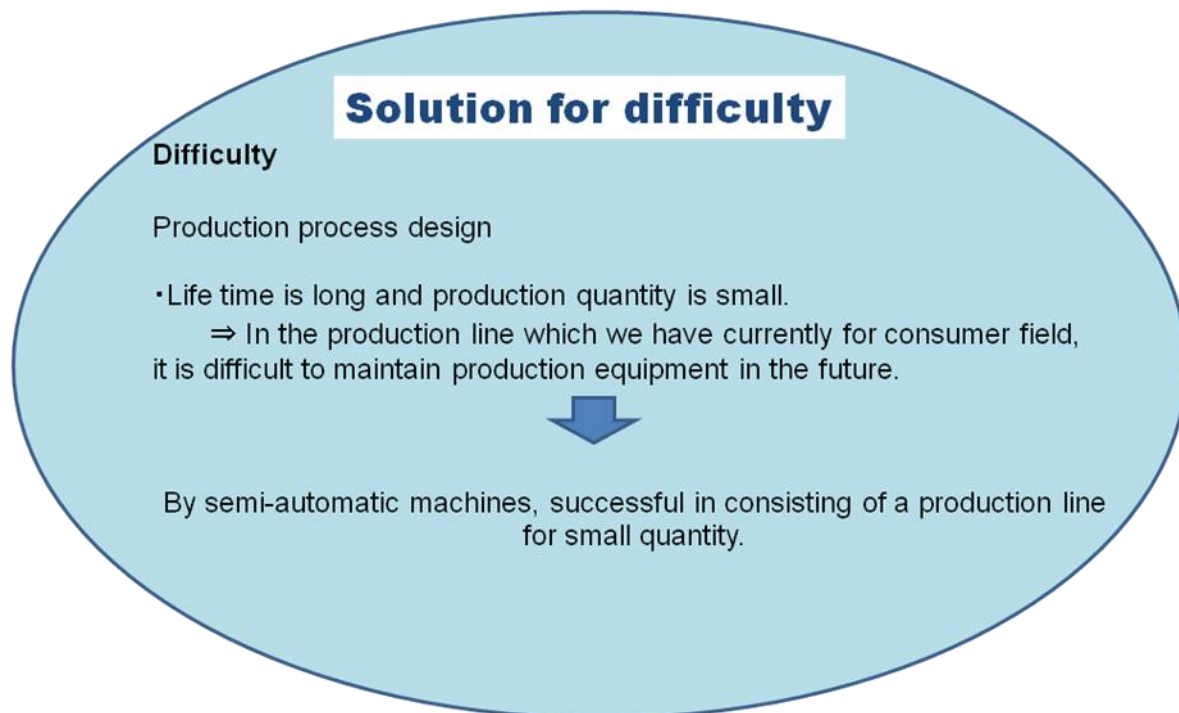 Solution for difficulty
Difficulty
Production process design
・Life time is long and production quantity is small.
⇒ In the production line which we have currently for consumer field,
it is difficult to maintain production equipment in the future.
By semi-automatic machines, successful in consisting of a production line
for small quantity.